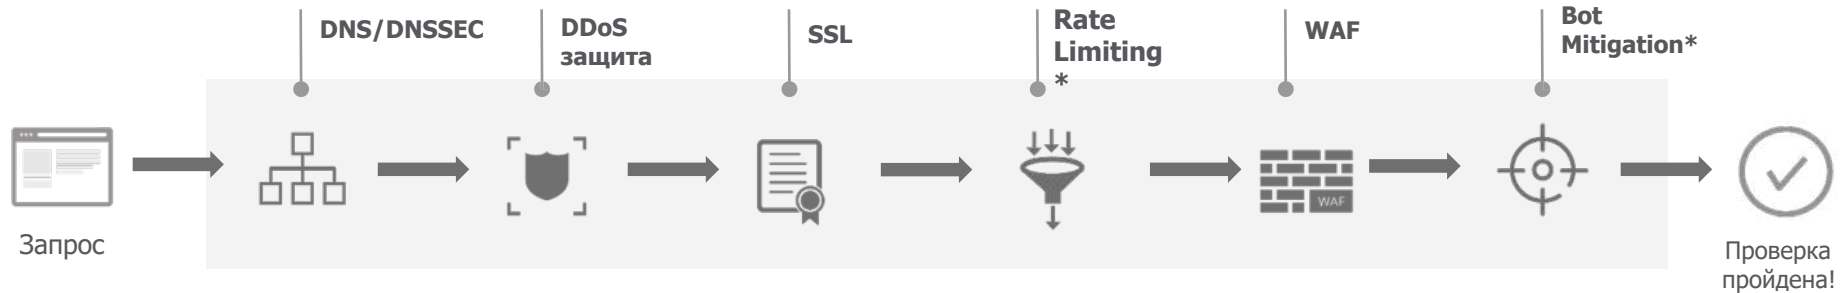 DNS/DNSSEC
DDoS
защита
SSL
Rate
Limiting
*
WAF
Bot
Mitigation*
WAF
Запрос
Проверка
пройдена!